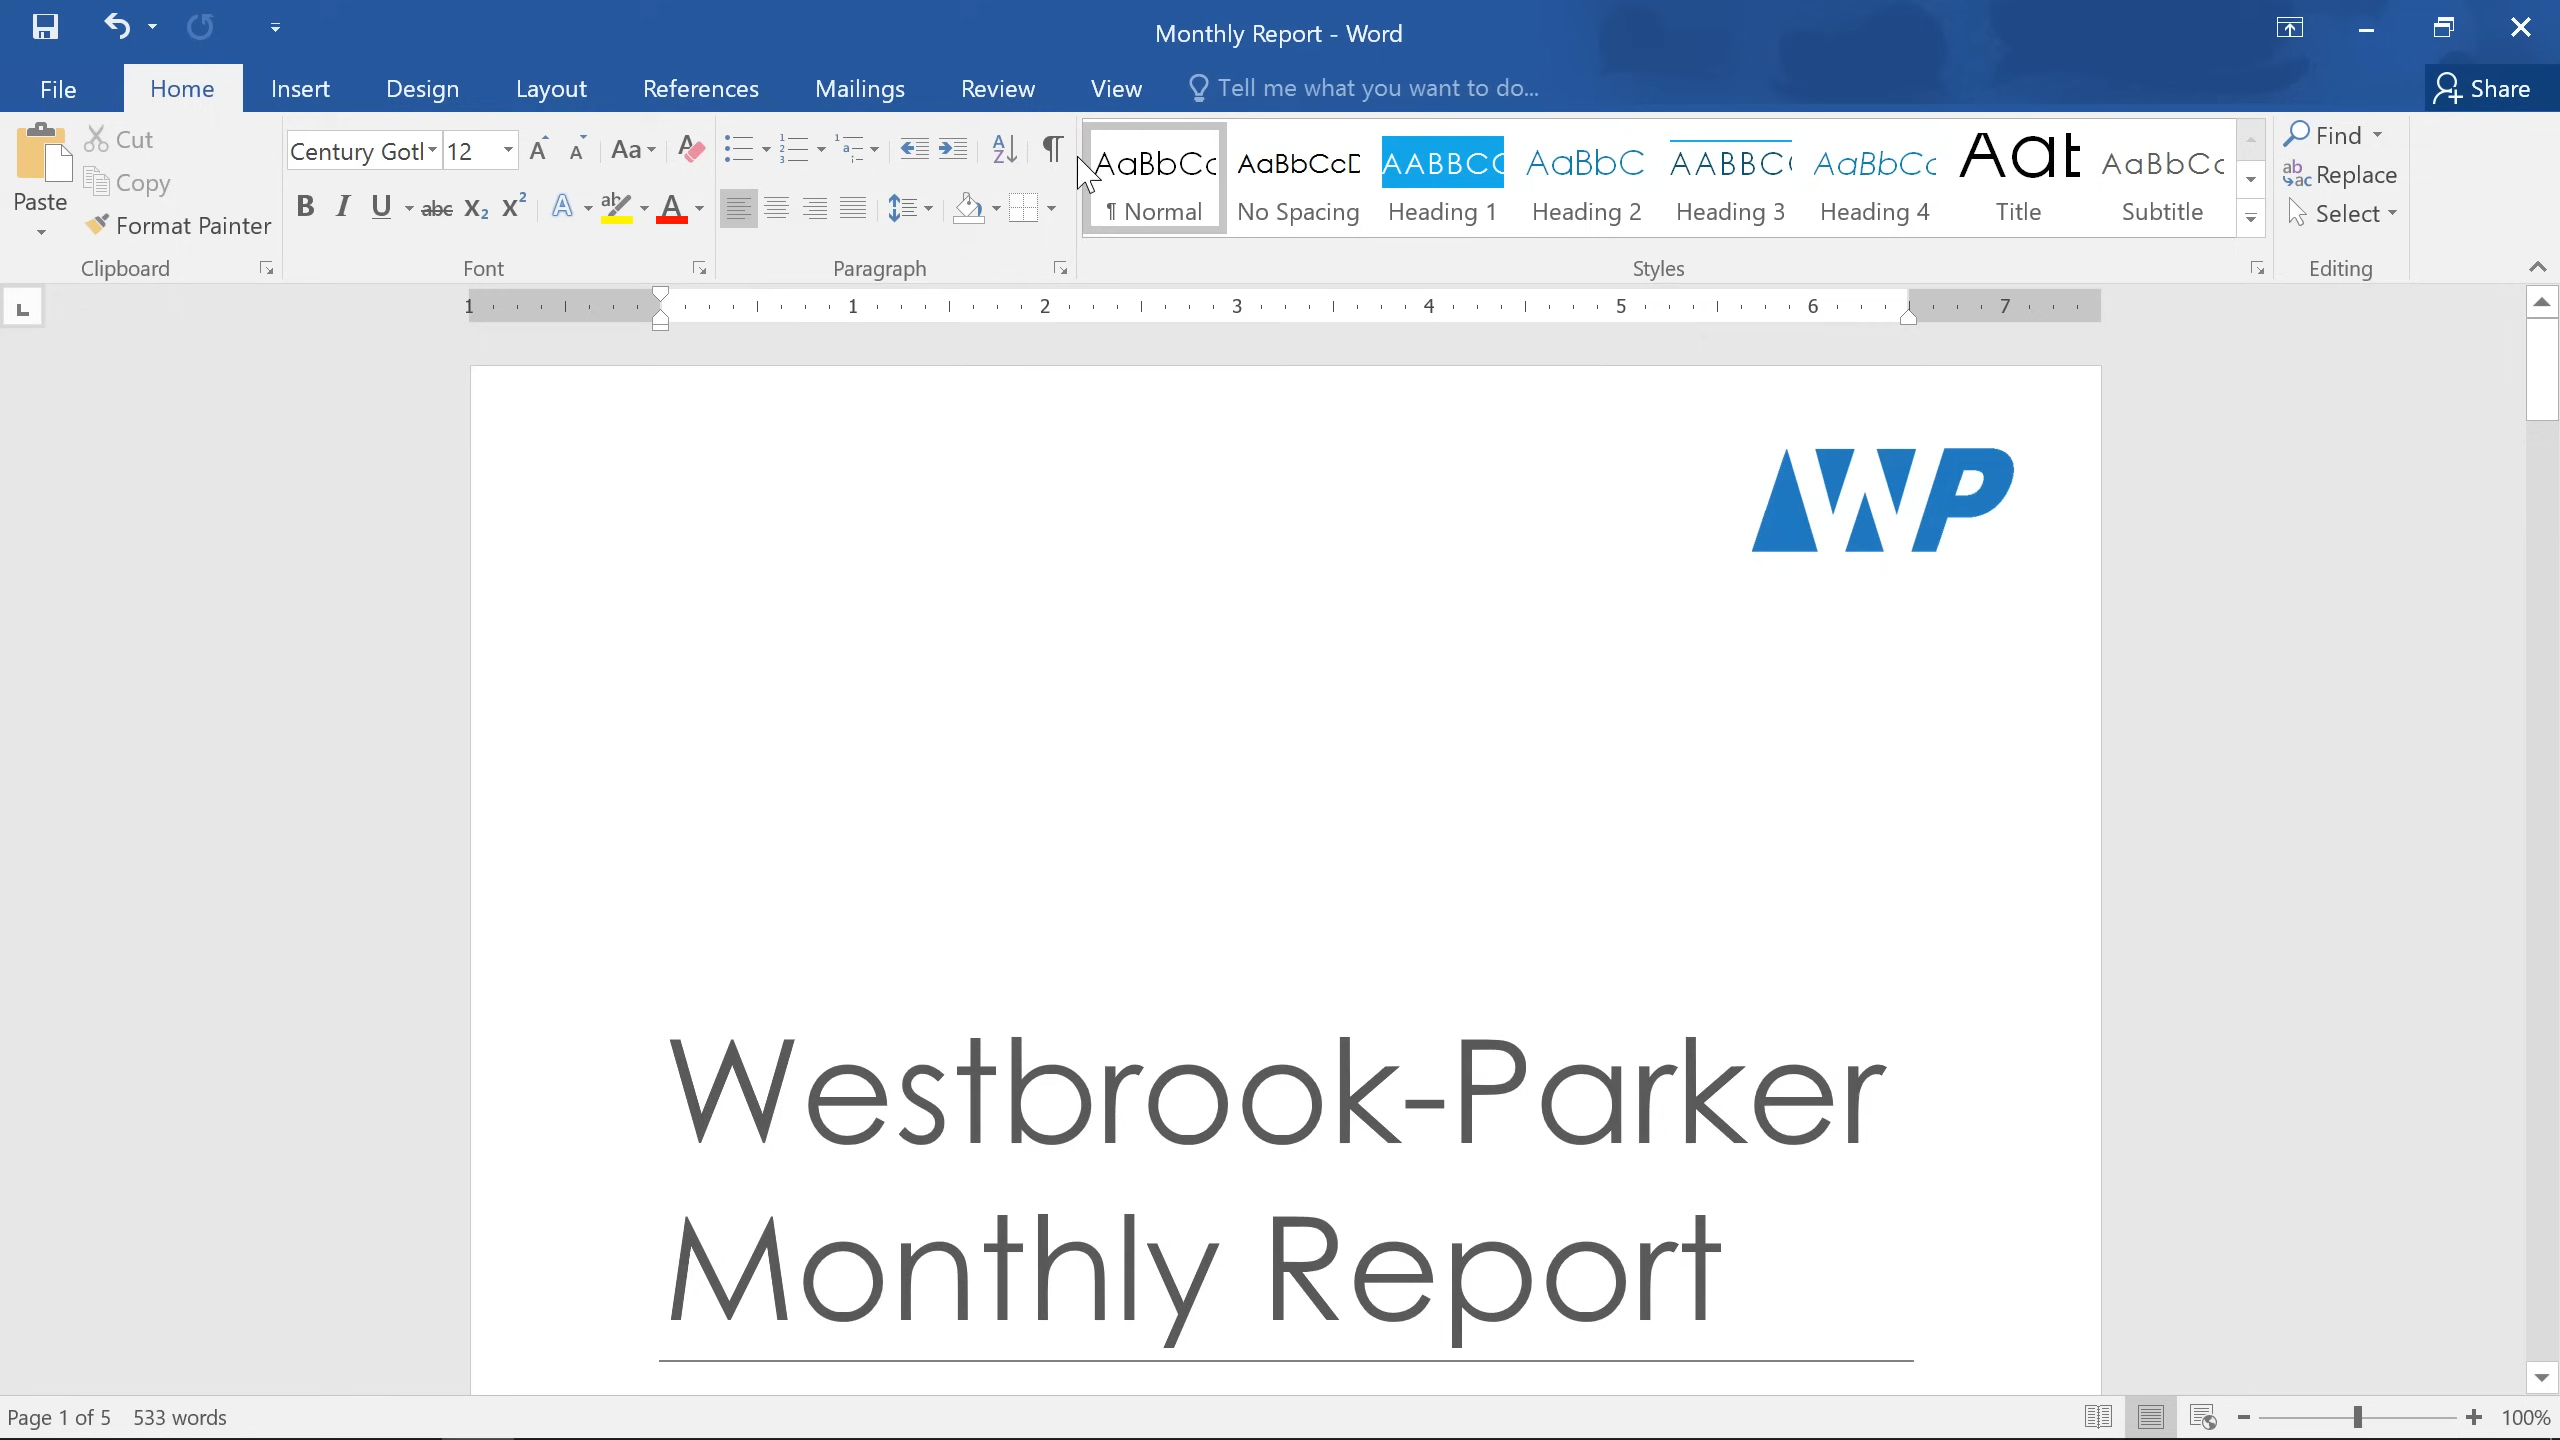 Monthly Report - Word
File Home Insert Design Layout References Mailings Review View Tell me what you want to do... Share
Paste
Cut
Copy
Format Painter
Clipboard
Century Gotl 12 Aa
B I U abc X₂ X² A ab A
Font
Paragraph
AaBbCc AaBbCcD AABBCC AaBbC AABBC AaBbCc Aab AaBbCc
¶ Normal No Spacing Heading 1 Heading 2 Heading 3 Heading 4 Title Subtitle
Styles
Find
Replace
Select
Editing
1 1 2 3 4 5 6 7
WP
Westbrook-Parker
Monthly Report
Page 1 of 5 533 words 100%